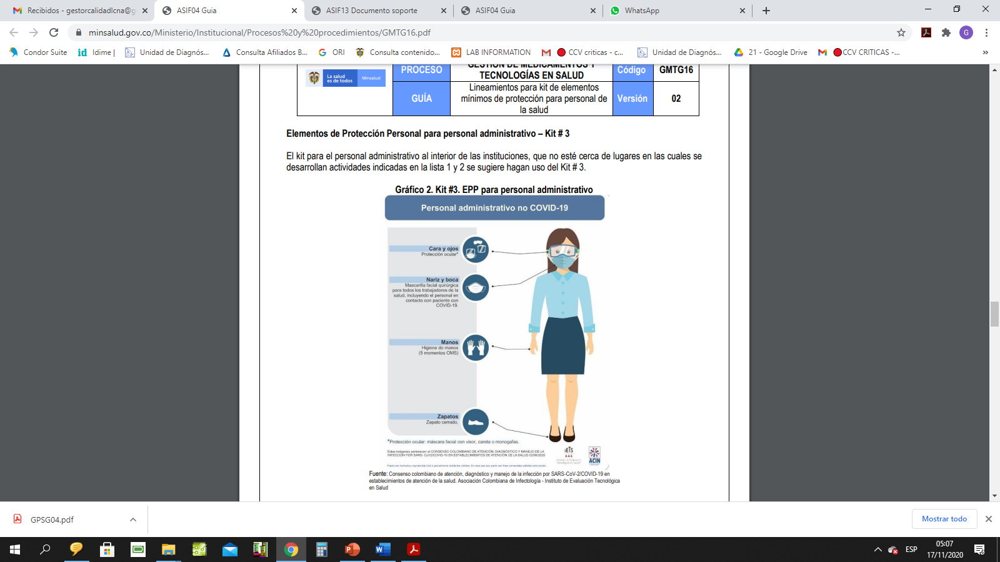 Recibidos - gestorcalidadlcna@g
ASIF04 Guia
ASIF13 Documento soporte
ASIF04 Guia
WhatsApp
minsalud.gov.co/Ministerio/Institucional/Procesos%20y%20procedimientos/GMTG16.pdf
G
Condor Suite
id Idime |
Unidad de Diagnós...
Consulta Afiliados B...
ORI
Consulta contenido...
LAB INFORMATION
CCV criticas - c...
Unidad de Diagnós...
21 - Google Drive
CCV CRITICAS -...
La salud
es de todos
Minsalud
PROCESO
GESTIÓN DE MEDICAMENTOS Y
TECNOLOGÍAS EN SALUD
Código
GMTG16
GUÍA
Lineamientos para kit de elementos
mínimos de protección para personal de
la salud
Versión
02
Elementos de Protección Personal para personal administrativo – Kit # 3
El kit para el personal administrativo al interior de las instituciones, que no esté cerca de lugares en las cuales se
desarrollan actividades indicadas en la lista 1 y 2 se sugiere hagan uso del Kit # 3.
Gráfico 2. Kit #3. EPP para personal administrativo
Personal administrativo no COVID-19
Cara y ojos
Protección ocular*
Nariz y boca
Mascarilla facial quirúrgica
para todos los trabajadores de la
salud, incluyendo el personal en
contacto con paciente con
COVID-19.
Manos
Higiene de manos
(5 momentos OMS)
Zapatos
Zapato cerrado,
*Protección ocular: máscara facial con visor, careta o monogafas.
Estas imágenes pertenecen al CONSENSO COLOMBIANO DE ATENCIÓN, DIAGNÓSTICO Y MANEJO DE LA
INFECCIÓN POR SARS- CoV2/COVID-19 EN ESTABLECIMIENTOS DE ATENCIÓN DE LA SALUD 02/06/2020
IETS
ACIN
Fuente: Consenso colombiano de atención, diagnóstico y manejo de la infección por SARS-CoV-2/COVID-19 en
establecimientos de atención de la salud. Asociación Colombiana de Infectología - Instituto de Evaluación Tecnológica
en Salud
GPSG04.pdf
Mostrar todo
ESP
05:07
17/11/2020